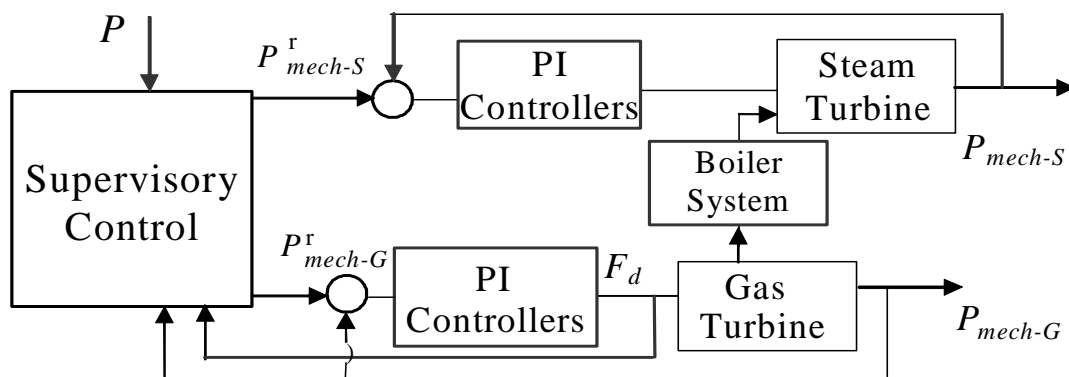 P
P^r_mech-S
PI
Controllers
Steam
Turbine
P_mech-S
Boiler
System
Supervisory
Control
P^r_mech-G
PI
Controllers
F_d
Gas
Turbine
P_mech-G